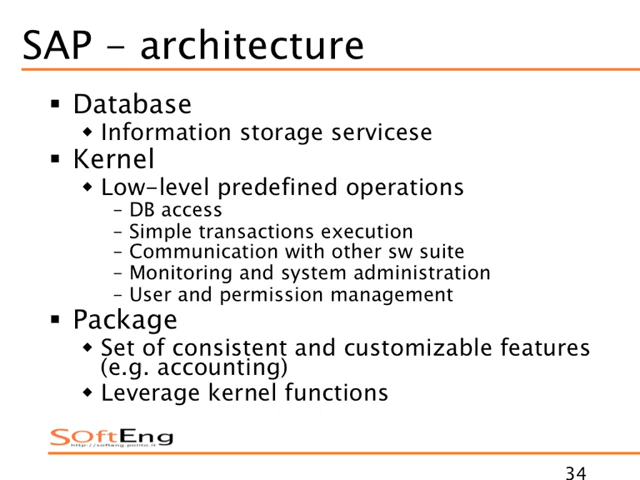 SAP – architecture
▪ Database
◆ Information storage servicese
▪ Kernel
◆ Low-level predefined operations
– DB access
– Simple transactions execution
– Communication with other sw suite
– Monitoring and system administration
– User and permission management
▪ Package
◆ Set of consistent and customizable features
(e.g. accounting)
◆ Leverage kernel functions
SoftEng
http://softeng.polito.it
34